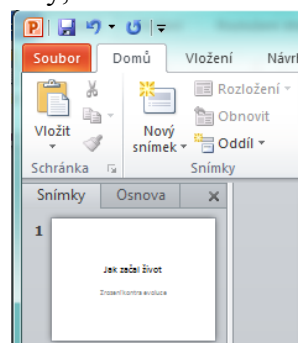 Soubor Domů Vložení Návrh
Vložit
Nový snímek
Rozložení
Obnovit
Oddíl
Schránka Snímky
Snímky Osnova
1
Jak začal život
Zrození kontra evoluce